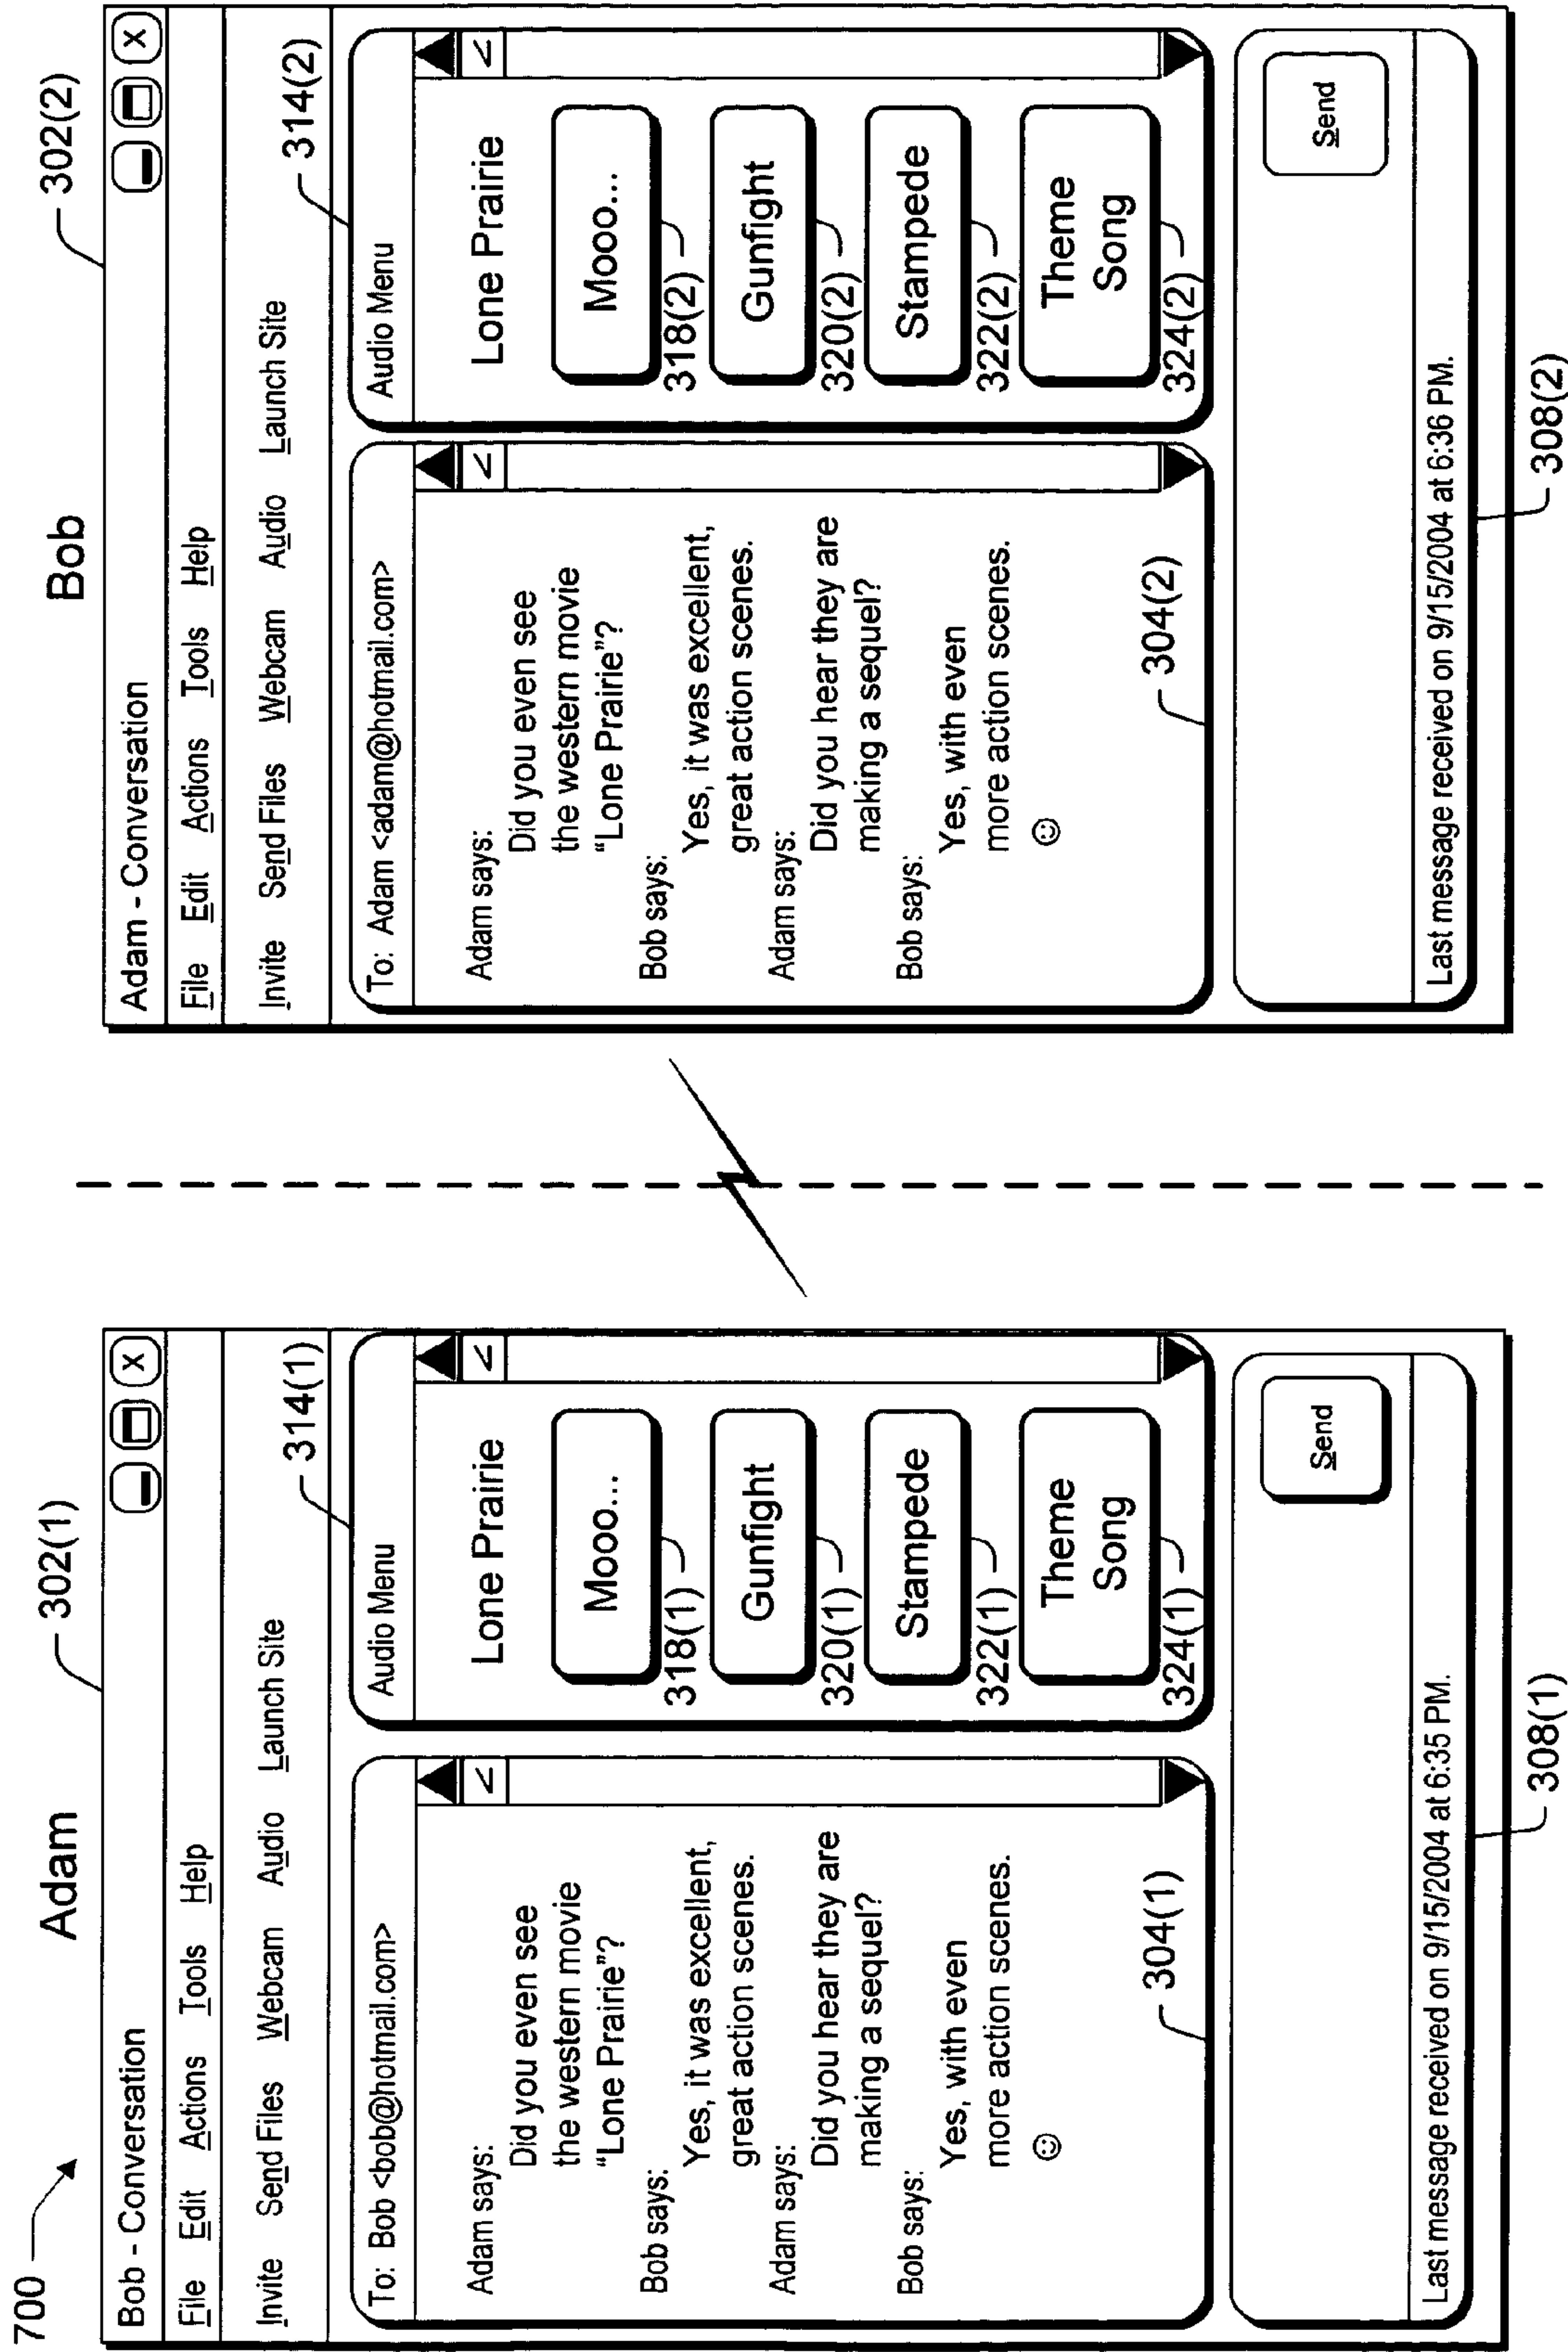 700
Adam
302(1)
Bob - Conversation
X
File Edit Actions Tools Help
Invite Send Files Webcam Audio Launch Site
314(1)
To: Bob <bob@hotmail.com>
Adam says:
Did you even see
the western movie
“Lone Prairie”?
Bob says:
Yes, it was excellent,
great action scenes.
Adam says:
Did you hear they are
making a sequel?
Bob says:
Yes, with even
more action scenes.
☺
304(1)
Audio Menu
Lone Prairie
Mooo...
318(1)
Gunfight
320(1)
Stampede
322(1)
Theme
Song
324(1)
Send
Last message received on 9/15/2004 at 6:35 PM.
308(1)
Bob
302(2)
Adam - Conversation
X
File Edit Actions Tools Help
Invite Send Files Webcam Audio Launch Site
314(2)
To: Adam <adam@hotmail.com>
Adam says:
Did you even see
the western movie
“Lone Prairie”?
Bob says:
Yes, it was excellent,
great action scenes.
Adam says:
Did you hear they are
making a sequel?
Bob says:
Yes, with even
more action scenes.
☺
304(2)
Audio Menu
Lone Prairie
Mooo...
318(2)
Gunfight
320(2)
Stampede
322(2)
Theme
Song
324(2)
Send
Last message received on 9/15/2004 at 6:36 PM.
308(2)